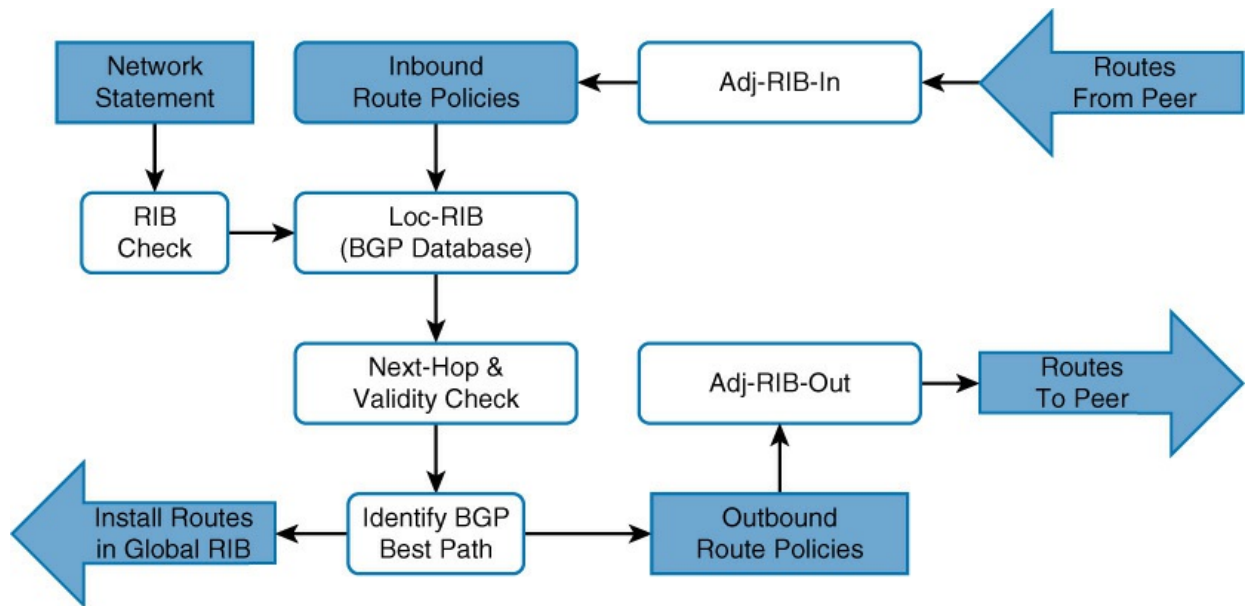 Network
Statement
Inbound
Route Policies
Adj-RIB-In
Routes
From Peer
RIB
Check
Loc-RIB
(BGP Database)
Next-Hop &
Validity Check
Adj-RIB-Out
Routes
To Peer
Install Routes
in Global RIB
Identify BGP
Best Path
Outbound
Route Policies